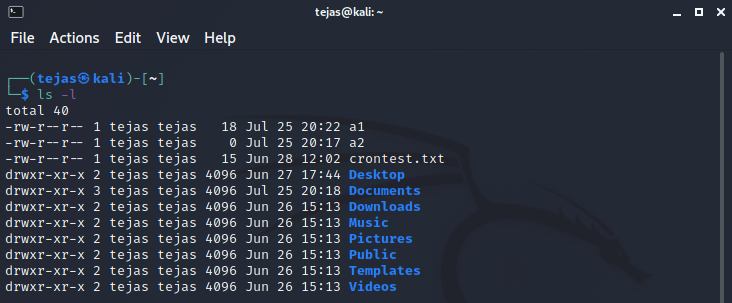 tejas@kali: ~
File Actions Edit View Help
┌──(tejas㉿kali)-[~]
└─$ ls -l
total 40
-rw-r--r-- 1 tejas tejas   18 Jul 25 20:22 a1
-rw-r--r-- 1 tejas tejas    0 Jul 25 20:17 a2
-rw-r--r-- 1 tejas tejas   15 Jun 28 12:02 crontest.txt
drwxr-xr-x 2 tejas tejas 4096 Jun 27 17:44 Desktop
drwxr-xr-x 3 tejas tejas 4096 Jul 25 20:18 Documents
drwxr-xr-x 2 tejas tejas 4096 Jun 26 15:13 Downloads
drwxr-xr-x 2 tejas tejas 4096 Jun 26 15:13 Music
drwxr-xr-x 2 tejas tejas 4096 Jun 26 15:13 Pictures
drwxr-xr-x 2 tejas tejas 4096 Jun 26 15:13 Public
drwxr-xr-x 2 tejas tejas 4096 Jun 26 15:13 Templates
drwxr-xr-x 2 tejas tejas 4096 Jun 26 15:13 Videos